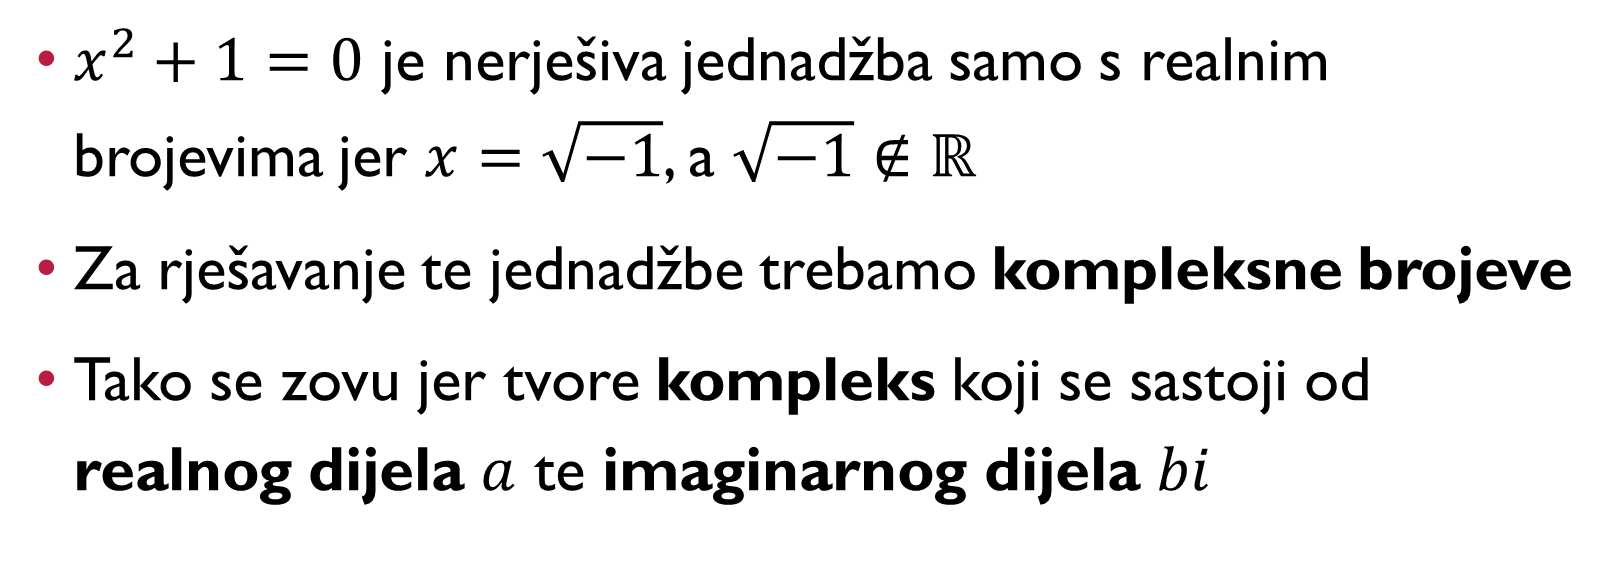 • x² + 1 = 0 je nerješiva jednadžba samo s realnim
brojevima jer x = √−1, a √−1 ∉ ℝ
• Za rješavanje te jednadžbe trebamo kompleksne brojeve
• Tako se zovu jer tvore kompleks koji se sastoji od
realnog dijela a te imaginarnog dijela bi